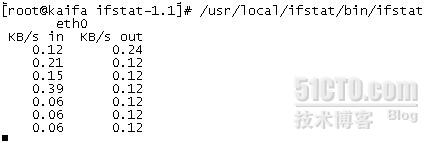 [root@kaifa ifstat-1.1]# /usr/local/ifstat/bin/ifstat
eth0
KB/s in  KB/s out
0.12  0.24
0.21  0.12
0.15  0.12
0.39  0.12
0.06  0.12
0.06  0.12
0.06  0.12
51CTO.com
技术博客 Blog